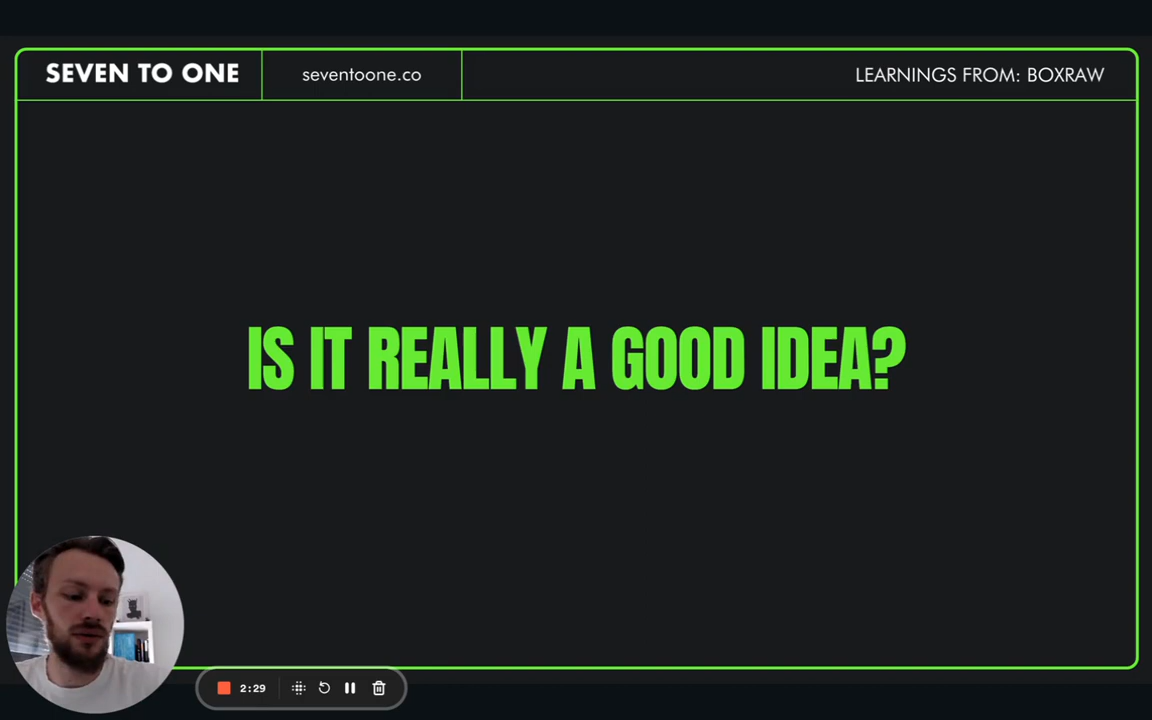 SEVEN TO ONE
seventoone.co
LEARNINGS FROM: BOXRAW
IS IT REALLY A GOOD IDEA?
2:29